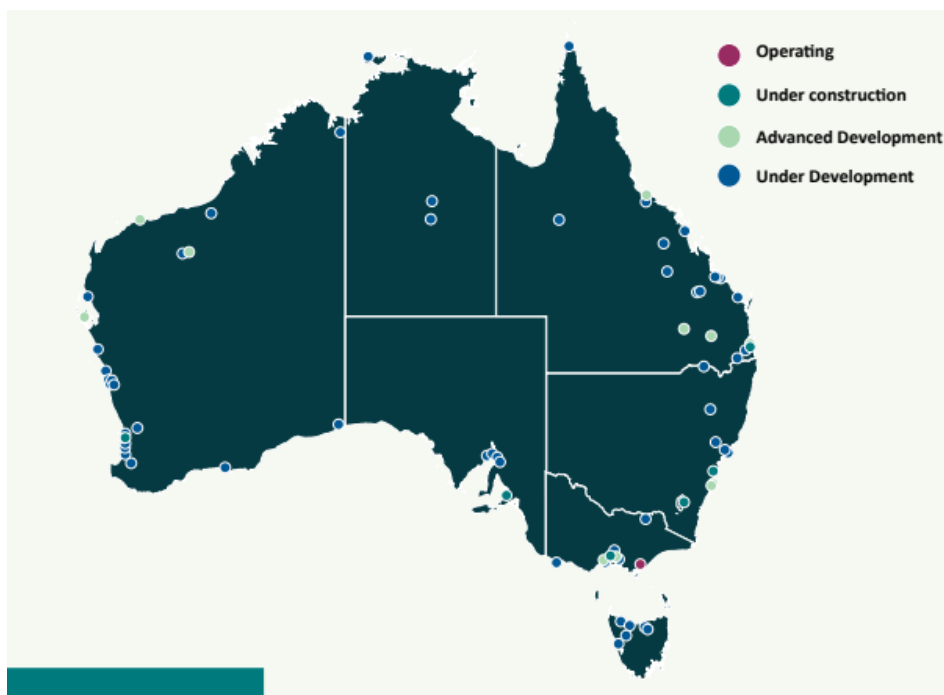 Operating
Under construction
Advanced Development
Under Development